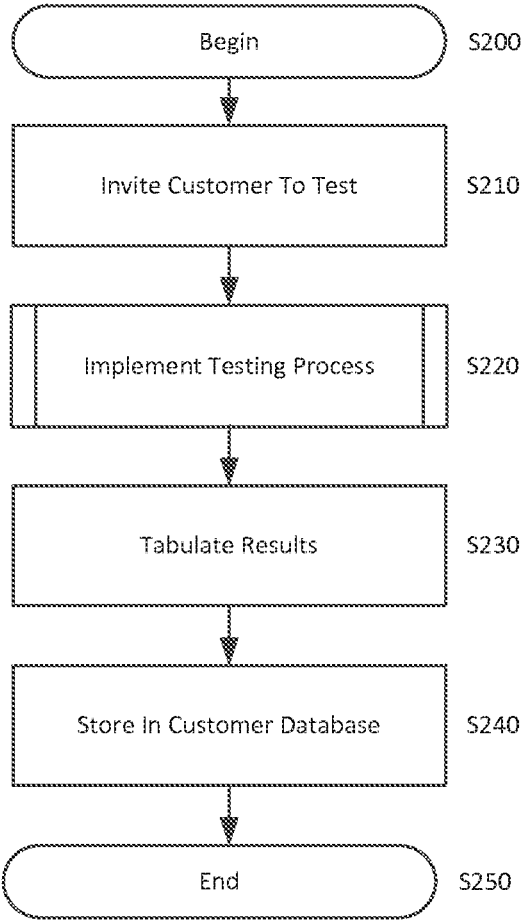 Begin S200
Invite Customer To Test S210
Implement Testing Process S220
Tabulate Results S230
Store In Customer Database S240
End S250